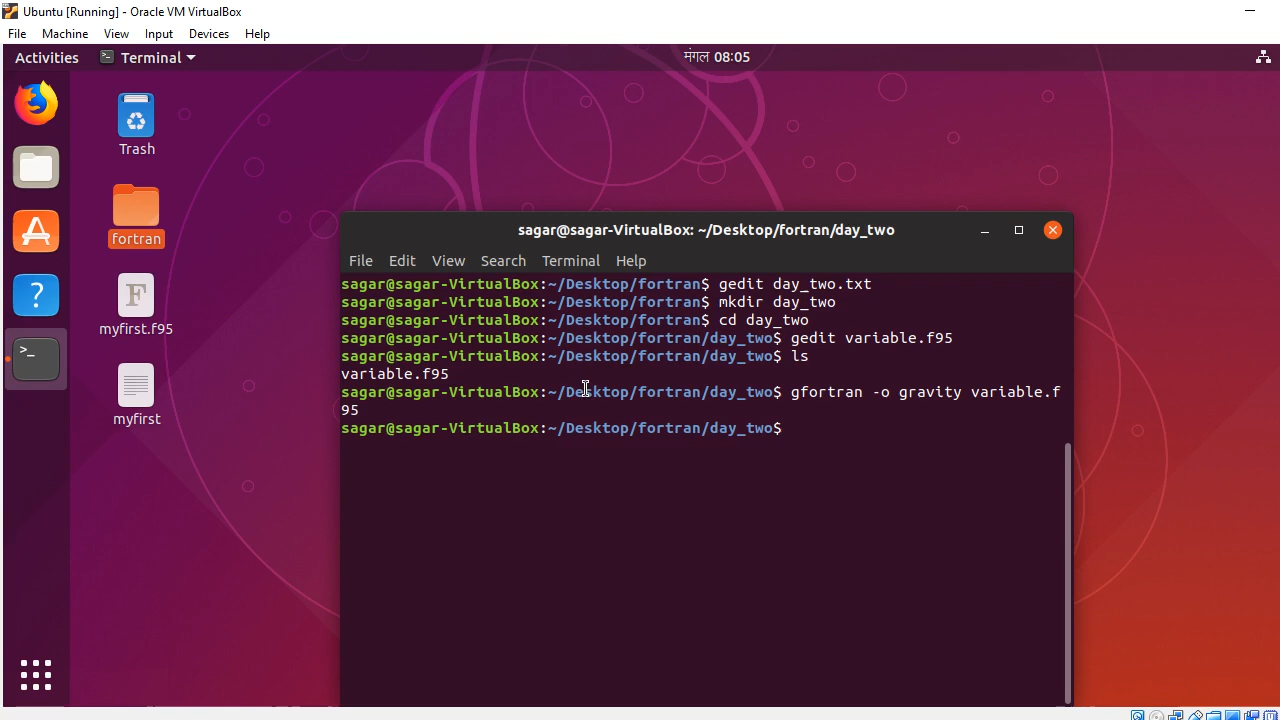 Ubuntu [Running] - Oracle VM VirtualBox
File Machine View Input Devices Help
Activities Terminal मंगल 08:05
Trash
fortran
F
myfirst.f95
myfirst
?
>_
sagar@sagar-VirtualBox: ~/Desktop/fortran/day_two
File Edit View Search Terminal Help
sagar@sagar-VirtualBox:~/Desktop/fortran$ gedit day_two.txt
sagar@sagar-VirtualBox:~/Desktop/fortran$ mkdir day_two
sagar@sagar-VirtualBox:~/Desktop/fortran$ cd day_two
sagar@sagar-VirtualBox:~/Desktop/fortran/day_two$ gedit variable.f95
sagar@sagar-VirtualBox:~/Desktop/fortran/day_two$ ls
variable.f95
sagar@sagar-VirtualBox:~/Desktop/fortran/day_two$ gfortran -o gravity variable.f
95
sagar@sagar-VirtualBox:~/Desktop/fortran/day_two$